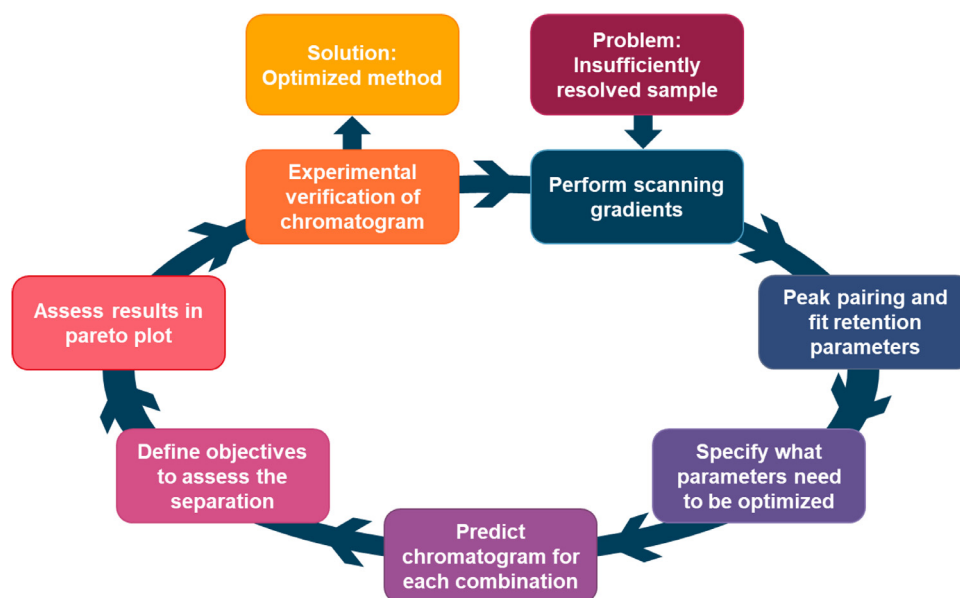 Solution:
Optimized method
Problem:
Insufficiently
resolved sample
Experimental
verification of
chromatogram
Perform scanning
gradients
Assess results in
pareto plot
Peak pairing and
fit retention
parameters
Define objectives
to assess the
separation
Specify what
parameters need
to be optimized
Predict
chromatogram for
each combination